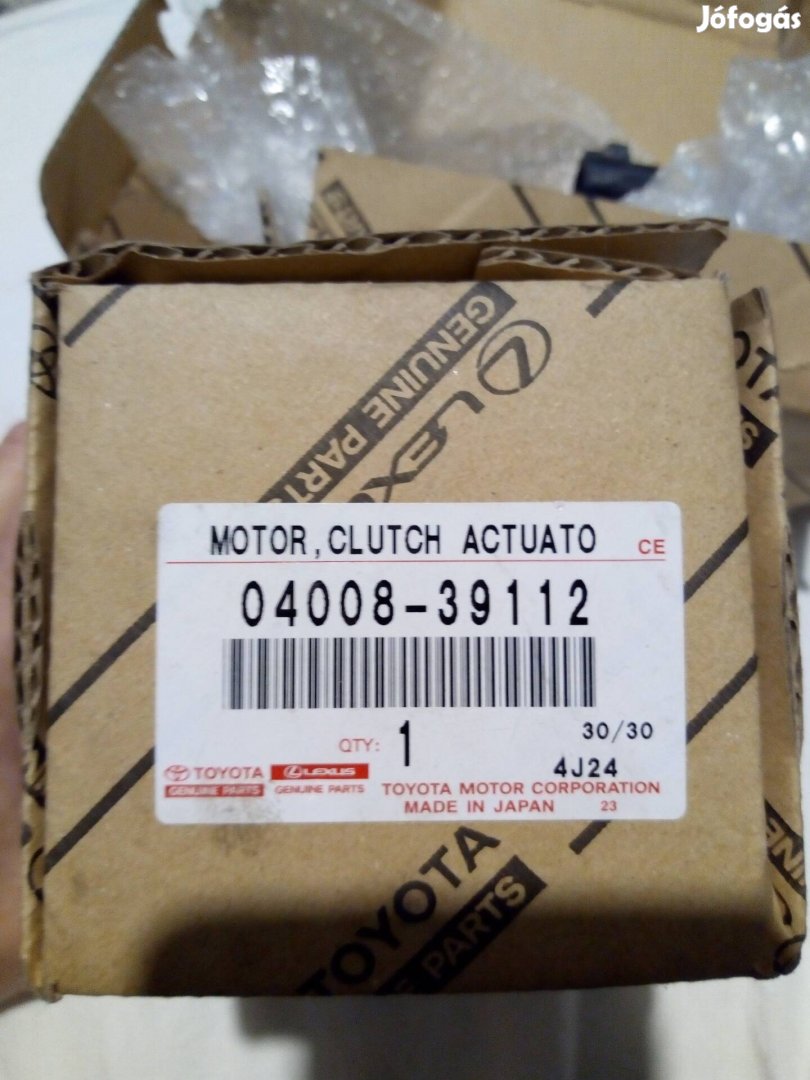 Jófogás
GENUINE PARTS
LEXUS
MOTOR,CLUTCH ACTUATO CE
04008-39112
QTY: 1 30/30
4J24
TOYOTA LEXUS
GENUINE PARTS GENUINE PARTS
TOYOTA MOTOR CORPORATION
MADE IN JAPAN 23
TOYOTA
PARTS